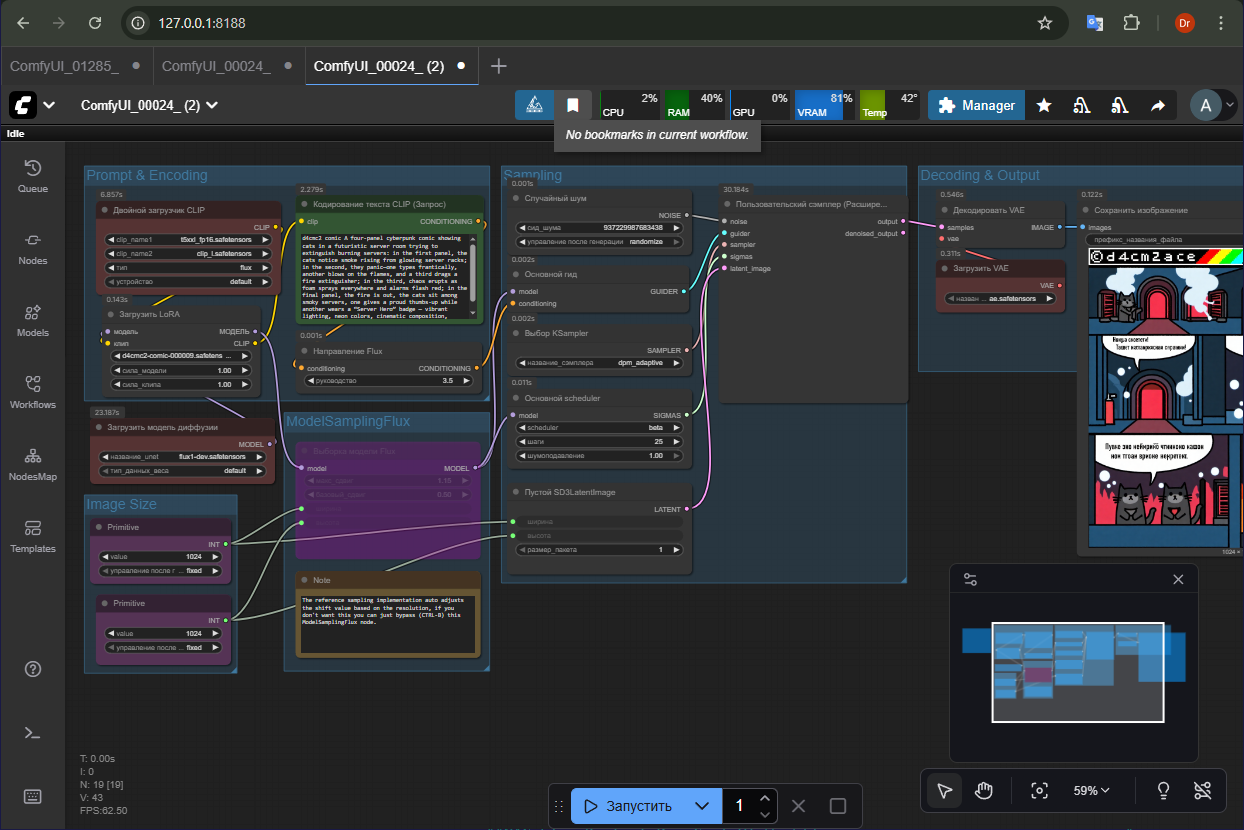 127.0.0.1:8188
Dr
ComfyUI_01285_
ComfyUI_00024_
ComfyUI_00024_ (2)
ComfyUI_00024_ (2)
CPU 2%
RAM 40%
GPU 0%
VRAM 81%
Temp 42°
Manager
A
Idle
No bookmarks in current workflow.
Queue
Nodes
Models
Workflows
NodesMap
Templates
Prompt & Encoding
6.857s
Двойной загрузчик CLIP
CLIP
clip_name1 t5xxl_fp16.safetensors
clip_name2 clip_l.safetensors
тип flux
устройство default
0.143s
Загрузить LoRA
модель МОДЕЛЬ
клип CLIP
d4cmc2-comic-000009.safetens ...
сила_модели 1.00
сила_клипа 1.00
23.187s
Загрузить модель диффузии
MODEL
название_unet flux1-dev.safetensors
тип_данных_веса default
2.279s
Кодирование текста CLIP (Запрос)
clip CONDITIONING
d4cmc2 comic A four-panel cyberpunk comic showing
cats in a futuristic server room trying to
extinguish burning servers: in the first panel, the
cats notice smoke rising from glowing server racks;
in the second, they panic-one types frantically,
another blows on the flames, and a third drags a
fire extinguisher; in the third, chaos erupts as
foam sprays everywhere and alarms flash red; in the
final panel, the fire is out, the cats sit among
smoky servers, one gives a proud thumbs-up while
another wears a "Server Hero" badge — vibrant
lighting, neon colors, cinematic composition,
0.001s
Направление Flux
conditioning CONDITIONING
руководство 3.5
ModelSamplingFlux
Выборка модели Flux
model MODEL
1.15
0.50
Image Size
Primitive
INT
value 1024
управление после г ... fixed
Primitive
INT
value 1024
управление после ... fixed
Note
The reference sampling implementation auto adjusts
the shift value based on the resolution, if you
don't want this you can just bypass (CTRL-B) this
ModelSamplingFlux node.
Sampling
0.001s
Случайный шум
NOISE
сид_шума 937229987683438
управление после генерации randomize
0.002s
Основной гид
model GUIDER
conditioning
0.002s
Выбор KSampler
SAMPLER
название_сэмплера dpm_adaptive
0.011s
Основной scheduler
model SIGMAS
scheduler beta
шаги 25
шумоподавление 1.00
Пустой SD3LatentImage
LATENT
ширина
высота
размер_пакета 1
30.184s
Пользовательский сэмплер (Расшире...
noise output
guider denoised_output
sampler
sigmas
latent_image
Decoding & Output
0.546s
Декодировать VAE
samples IMAGE
vae
0.311s
Загрузить VAE
VAE
назван ... ae.safetensors
0.122s
Сохранить изображение
images
префикс_названия_файла
©d4cm2ace
1024 ×
T: 0.00s
I: 0
N: 19 [19]
V: 43
FPS:62.50
Запустить
1
59%